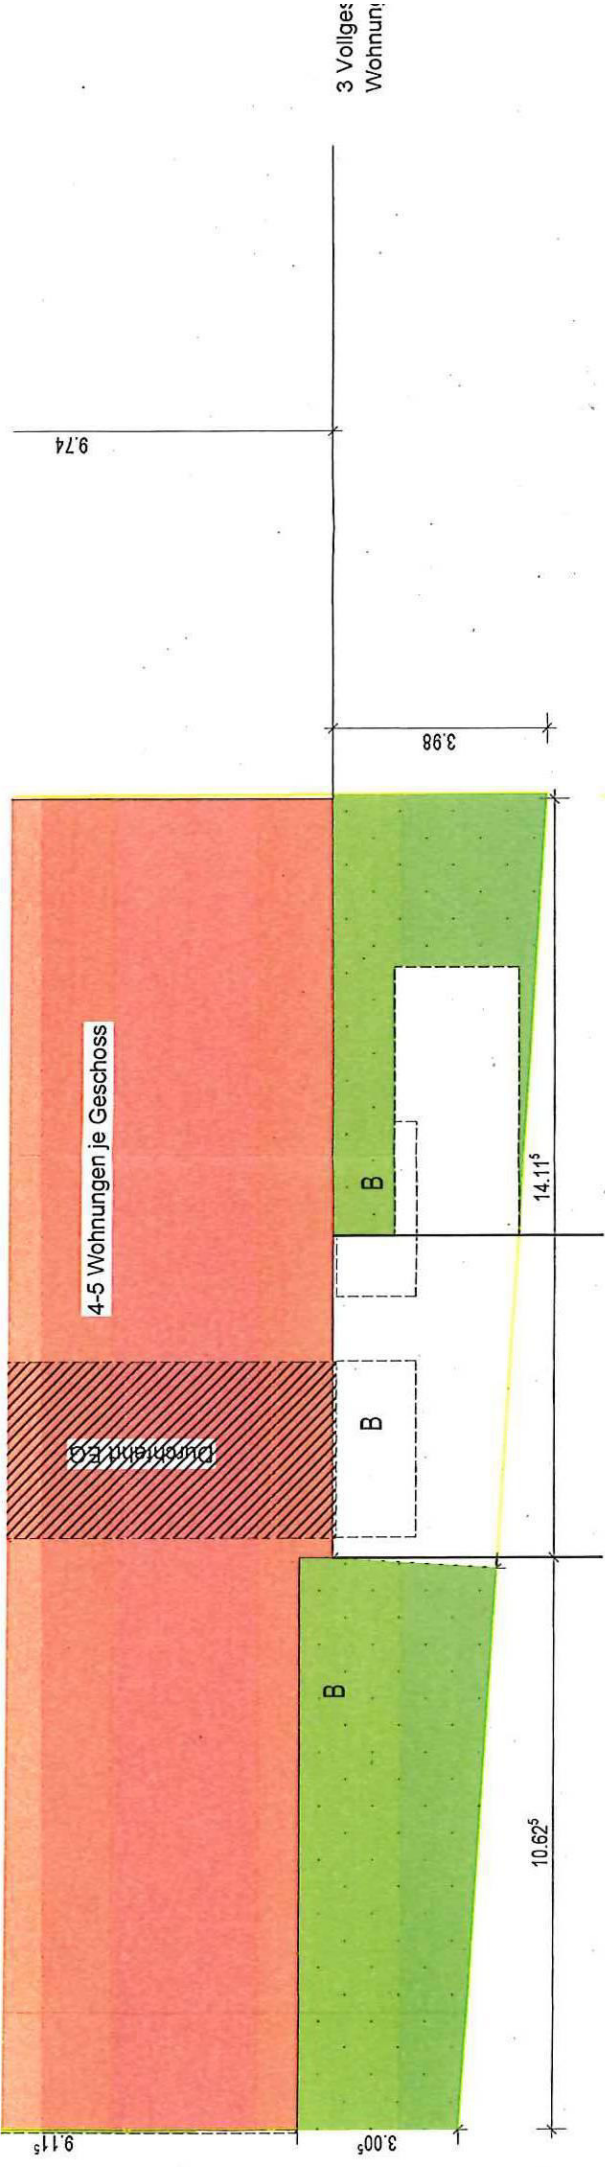 3 Vollges
Wohnun
9.74
3.98
4-5 Wohnungen je Geschoss
B
14.11⁵
Durchfahrt EG
B
B
10.62⁵
9.11⁵
3.00⁵